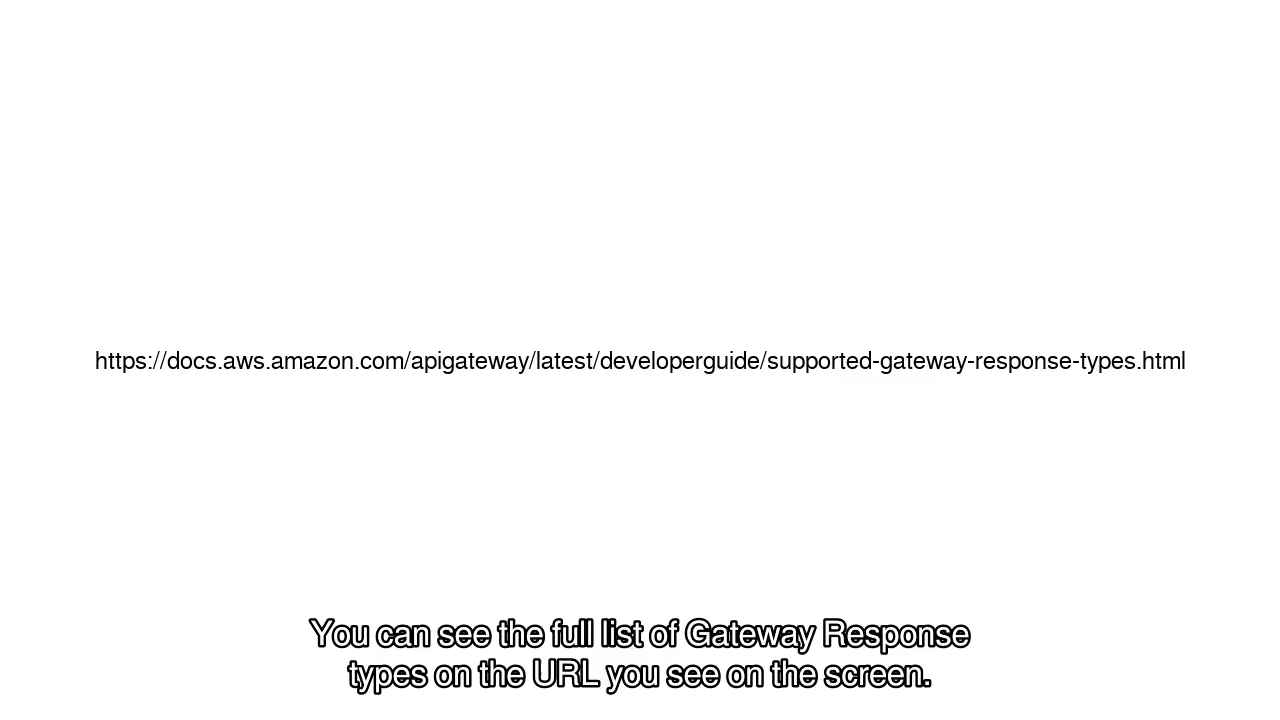 https://docs.aws.amazon.com/apigateway/latest/developerguide/supported-gateway-response-types.html
You can see the full list of Gateway Response
types on the URL you see on the screen.